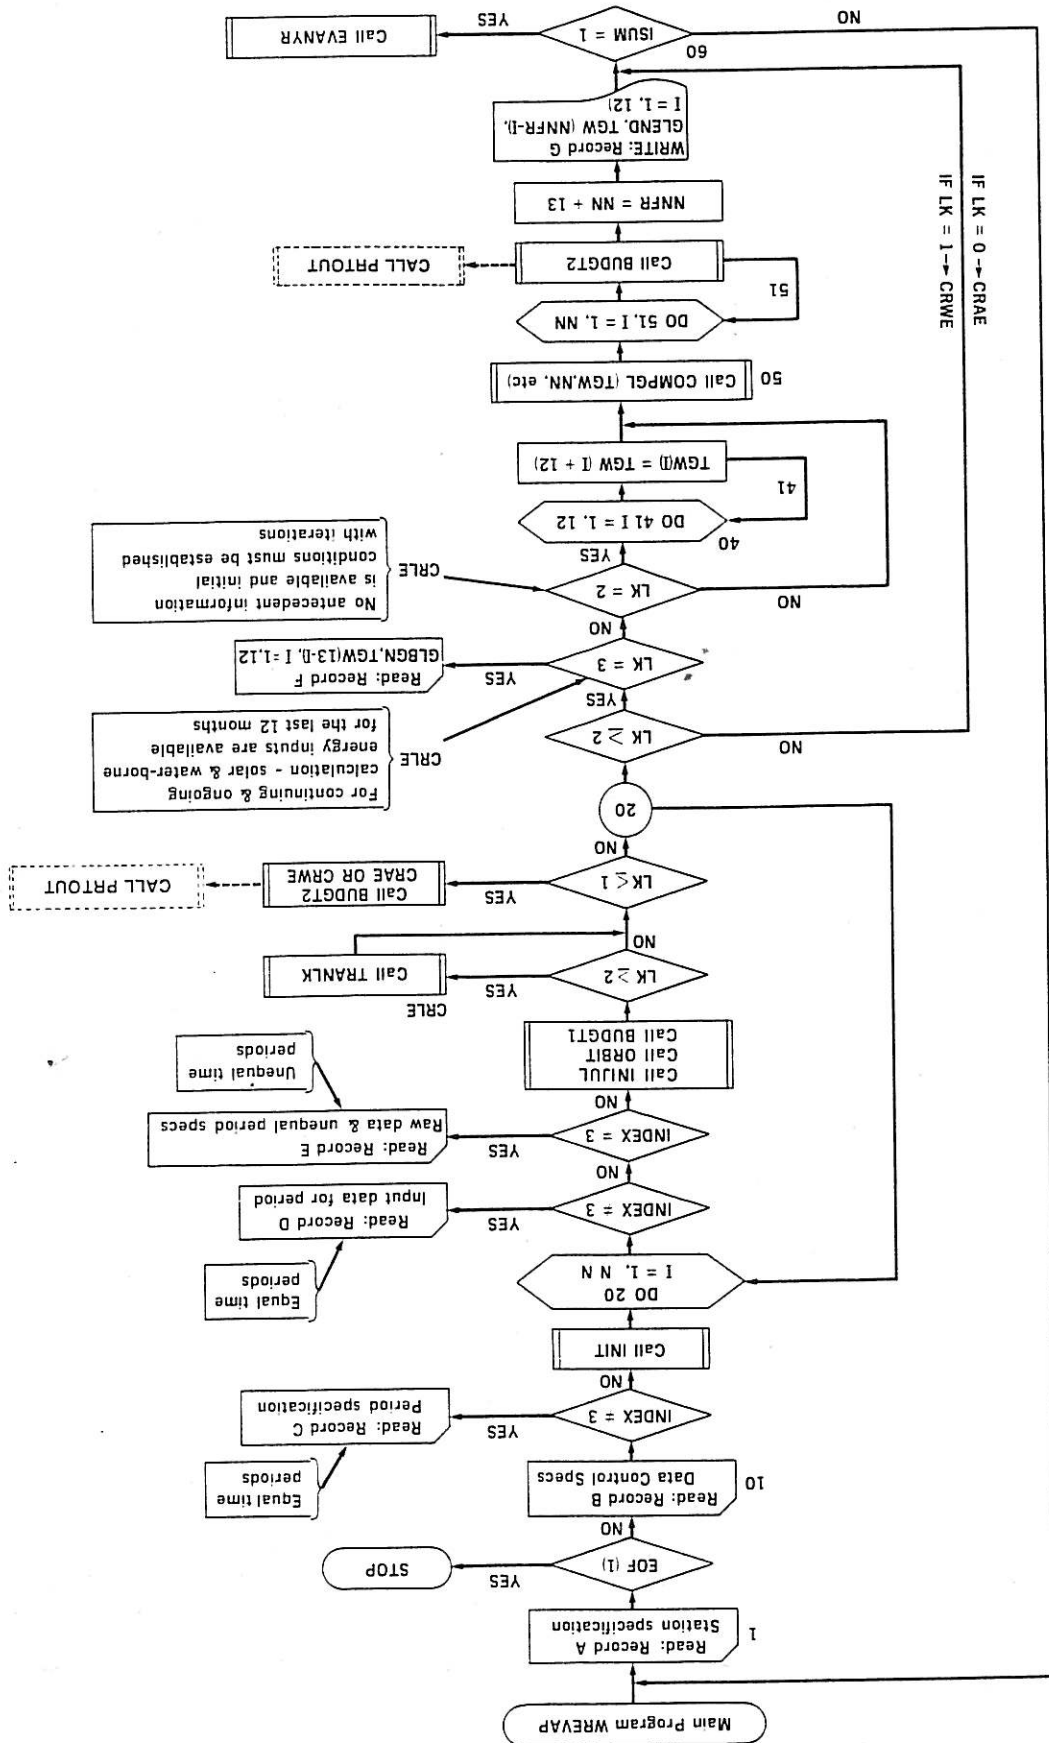 Main Program WREVAP
1
Read: Record A
Station specification
EOF (1)
YES
STOP
NO
10
Read: Record B
Data Control Specs
Equal time
periods
INDEX ≠ 3
YES
Read: Record C
Period specification
NO
Call INIT
DO 20
I = 1, N N
Equal time
periods
INDEX ≠ 3
YES
Read: Record D
Input data for period
NO
INDEX = 3
YES
Read: Record E
Raw data & unequal period specs
NO
Unequal time
periods
Call INIJUL
Call ORBIT
Call BUDGT1
CRLE
LK ≥ 2
YES
Call TRANLK
NO
LK ≤ 1
YES
Call BUDGT2
CRAE OR CRWE
CALL PRTOUT
NO
20
LK ≥ 2
NO
YES
CRLE
For continuing & ongoing
calculation - solar & water-borne
energy inputs are available
for the last 12 months
LK = 3
YES
Read: Record F
GLBGN,TGW(13-I), I =1,12
NO
LK = 2
NO
YES
CRLE
No antecedent information
is available and initial
conditions must be established
with iterations
40
DO 41 I = 1, 12
41
TGW(I) = TGW (I + 12)
50
Call COMPGL (TGW,NN, etc)
DO 51, I = 1, NN
51
Call BUDGT2
CALL PRTOUT
NNFR = NN + 13
WRITE: Record G
GLEND, TGW (NNFR-I),
I = 1, 12)
IF LK = 0 → CRAE
IF LK = 1 → CRWE
60
ISUM = 1
NO
YES
Call EVANYR